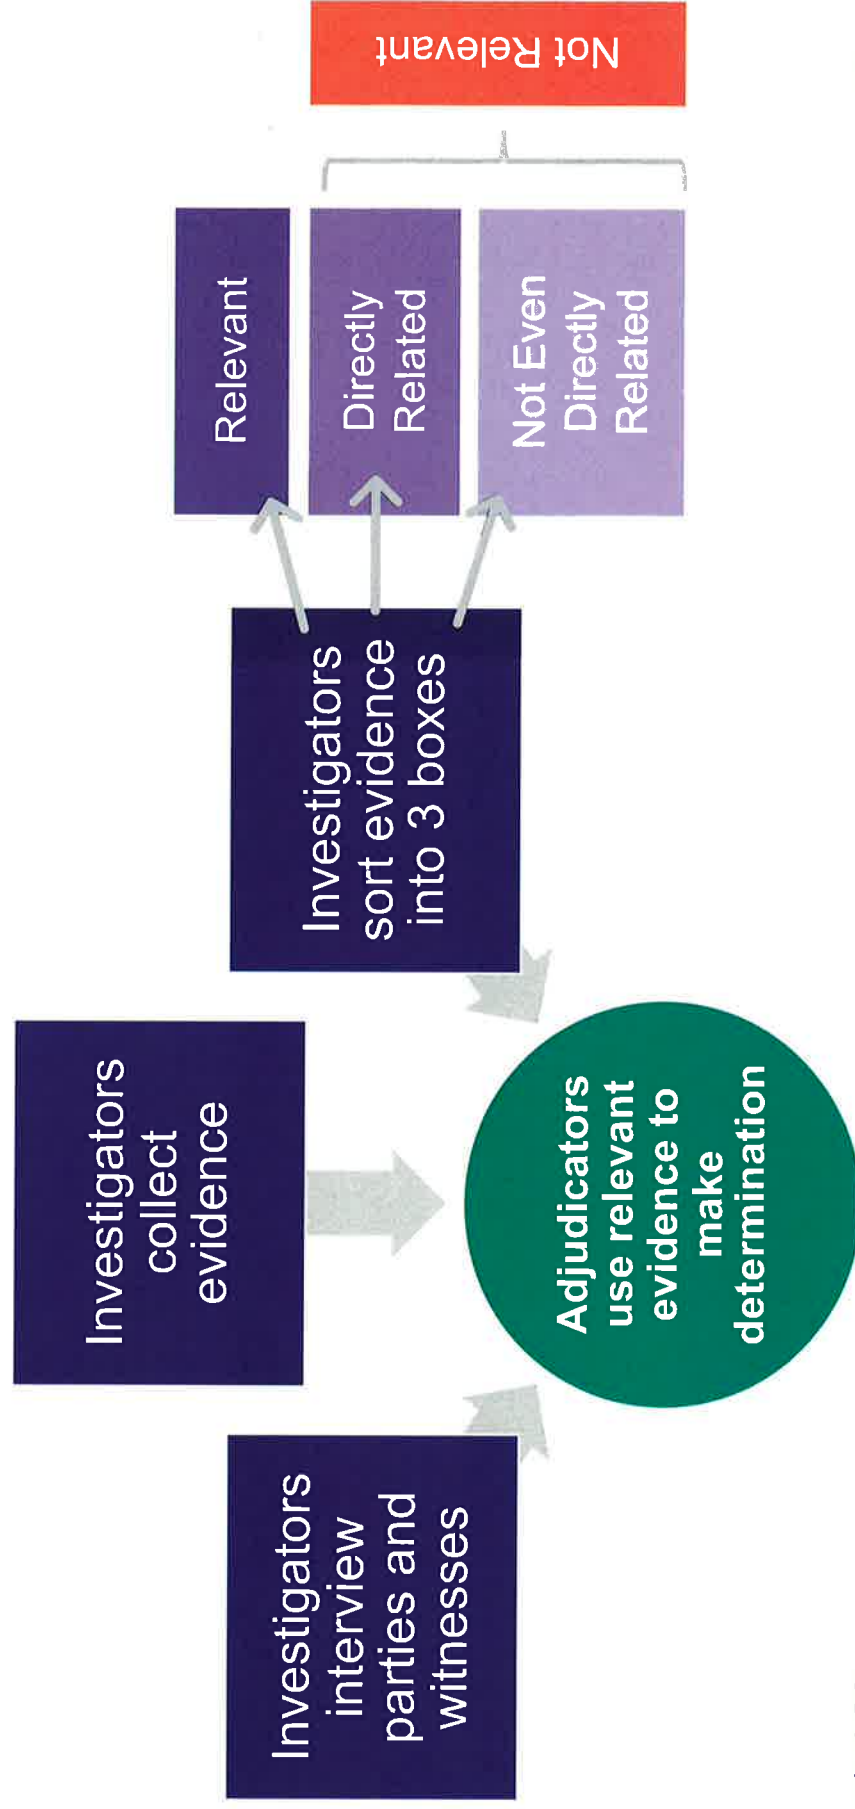 Investigators
interview
parties and
witnesses
Investigators
collect
evidence
Investigators
sort evidence
into 3 boxes
Adjudicators
use relevant
evidence to
make
determination
Relevant
Directly
Related
Not Even
Directly
Related
Not Relevant